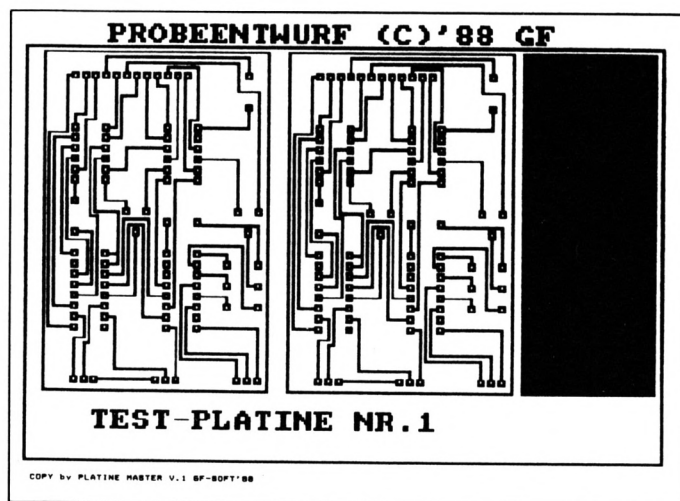 PROBEENTWURF (C)'88 GF
TEST-PLATINE NR.1
COPY by PLATINE MASTER V.1 GF-SOFT'88